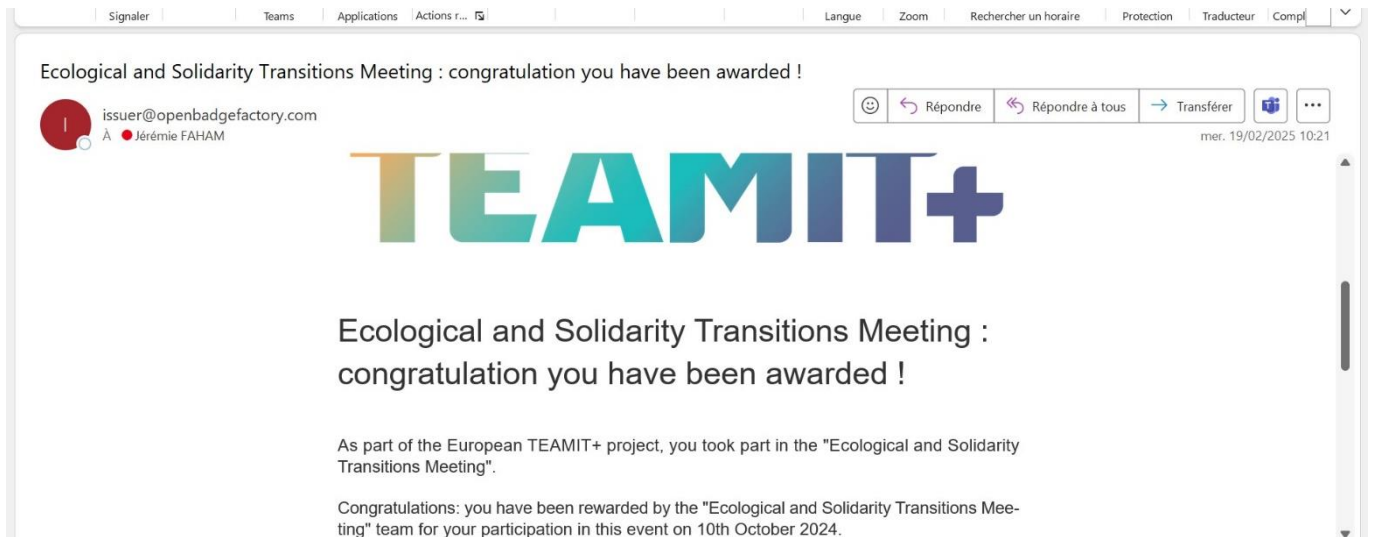 Signaler Teams Applications Actions r... Langue Zoom Rechercher un horaire Protection Traducteur Compl
Ecological and Solidarity Transitions Meeting : congratulation you have been awarded !
I
issuer@openbadgefactory.com
À Jérémie FAHAM
Répondre Répondre à tous Transférer
mer. 19/02/2025 10:21
TEAMIT+
Ecological and Solidarity Transitions Meeting :
congratulation you have been awarded !
As part of the European TEAMIT+ project, you took part in the "Ecological and Solidarity
Transitions Meeting".
Congratulations: you have been rewarded by the "Ecological and Solidarity Transitions Mee-
ting" team for your participation in this event on 10th October 2024.